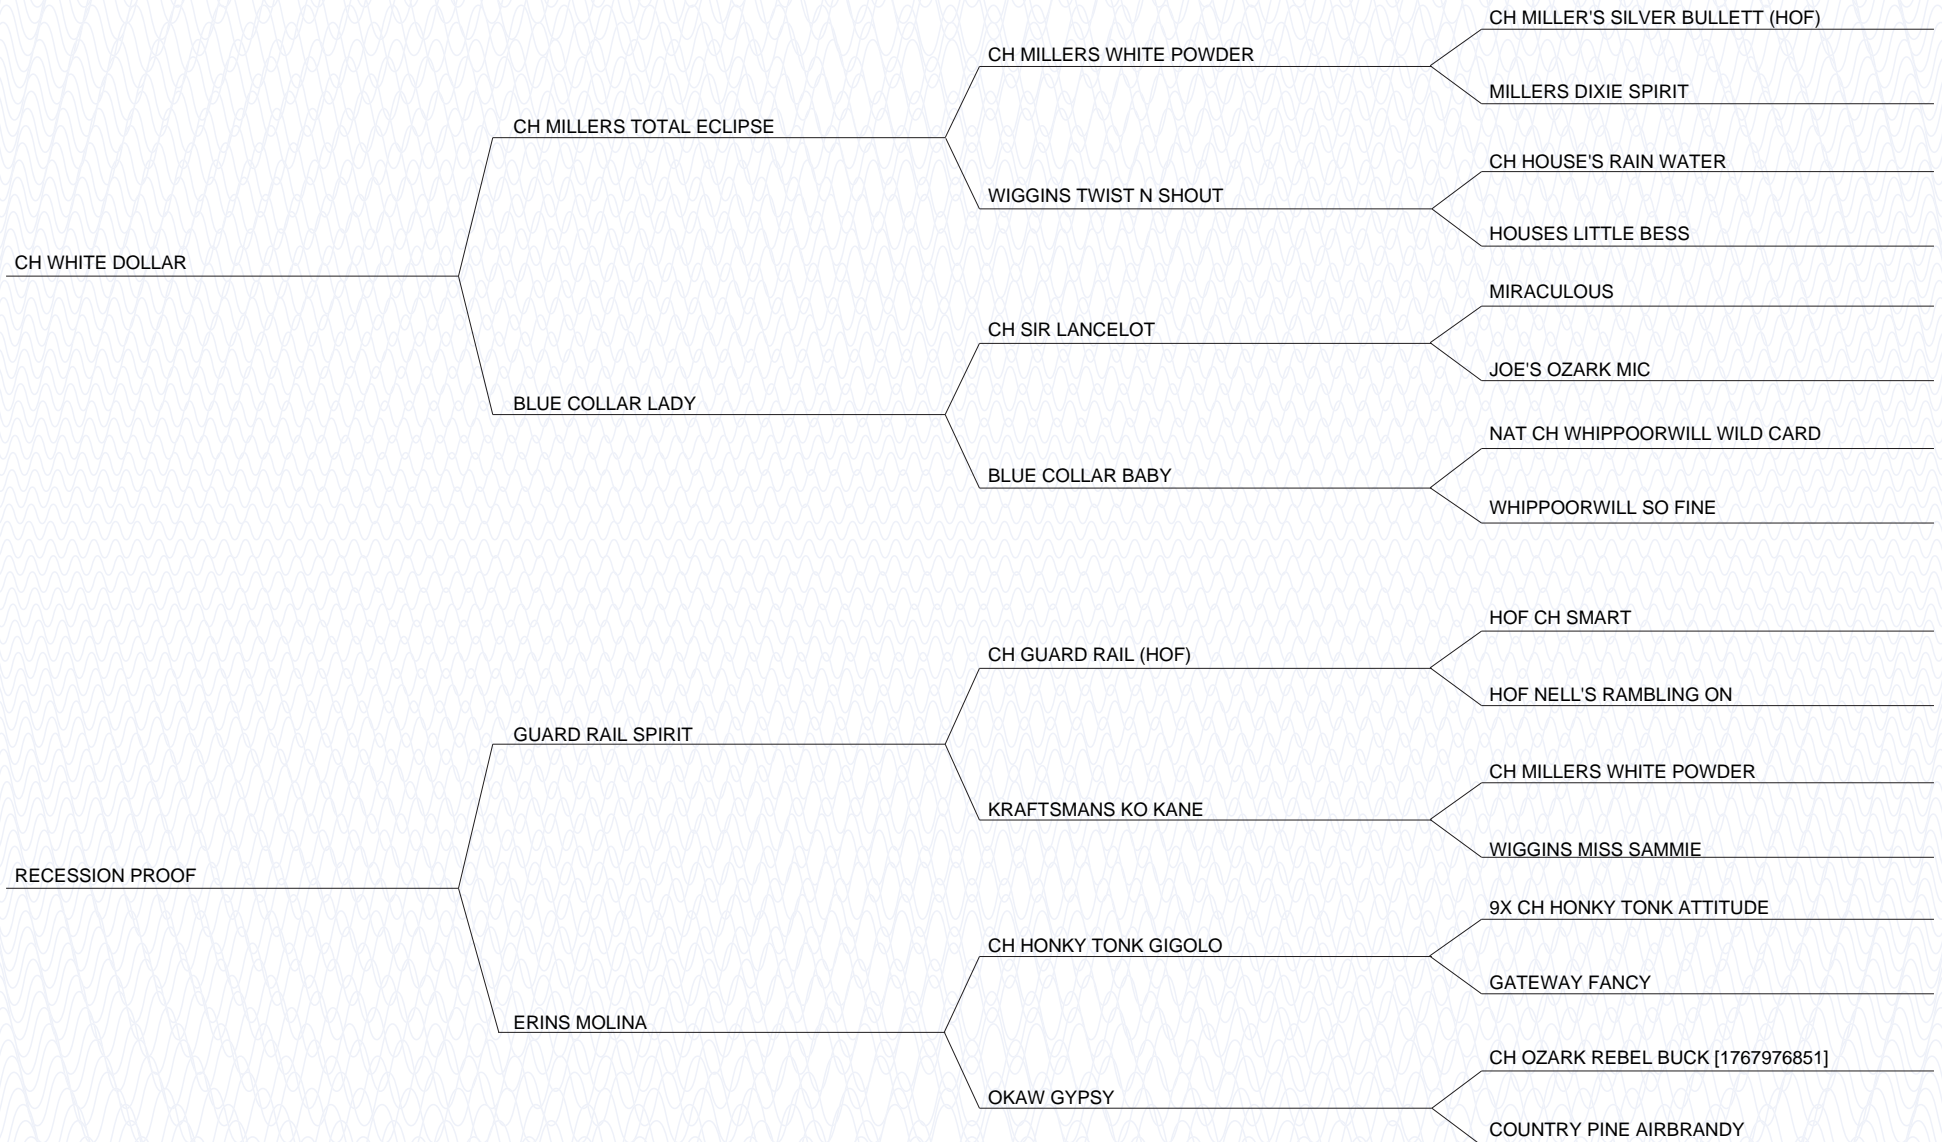 CH MILLER'S SILVER BULLETT (HOF)
CH MILLERS WHITE POWDER
MILLERS DIXIE SPIRIT
CH MILLERS TOTAL ECLIPSE
CH HOUSE'S RAIN WATER
WIGGINS TWIST N SHOUT
HOUSES LITTLE BESS
CH WHITE DOLLAR
MIRACULOUS
CH SIR LANCELOT
JOE'S OZARK MIC
BLUE COLLAR LADY
NAT CH WHIPPOORWILL WILD CARD
BLUE COLLAR BABY
WHIPPOORWILL SO FINE
HOF CH SMART
CH GUARD RAIL (HOF)
HOF NELL'S RAMBLING ON
GUARD RAIL SPIRIT
CH MILLERS WHITE POWDER
KRAFTSMANS KO KANE
WIGGINS MISS SAMMIE
RECESSION PROOF
9X CH HONKY TONK ATTITUDE
CH HONKY TONK GIGOLO
GATEWAY FANCY
ERINS MOLINA
CH OZARK REBEL BUCK [1767976851]
OKAW GYPSY
COUNTRY PINE AIRBRANDY